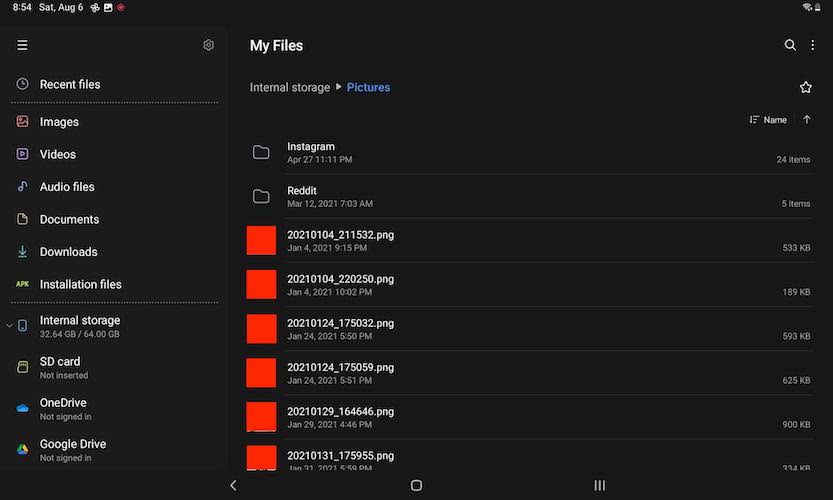 8:54 Sat, Aug 6
My Files
Recent files
Images
Videos
Audio files
Documents
Downloads
APK Installation files
Internal storage
32.64 GB / 64.00 GB
SD card
Not inserted
OneDrive
Not signed in
Google Drive
Not signed in
Internal storage Pictures
Name
Instagram
Apr 27 11:11 PM 24 items
Reddit
Mar 12, 2021 7:03 AM 5 items
20210104_211532.png
Jan 4, 2021 9:15 PM 533 KB
20210104_220250.png
Jan 4, 2021 10:02 PM 189 KB
20210124_175032.png
Jan 24, 2021 5:50 PM 593 KB
20210124_175059.png
Jan 24, 2021 5:51 PM 625 KB
20210129_164646.png
Jan 29, 2021 4:46 PM 900 KB
20210131_175955.png
Jan 31, 2021 5:59 PM 334 KB